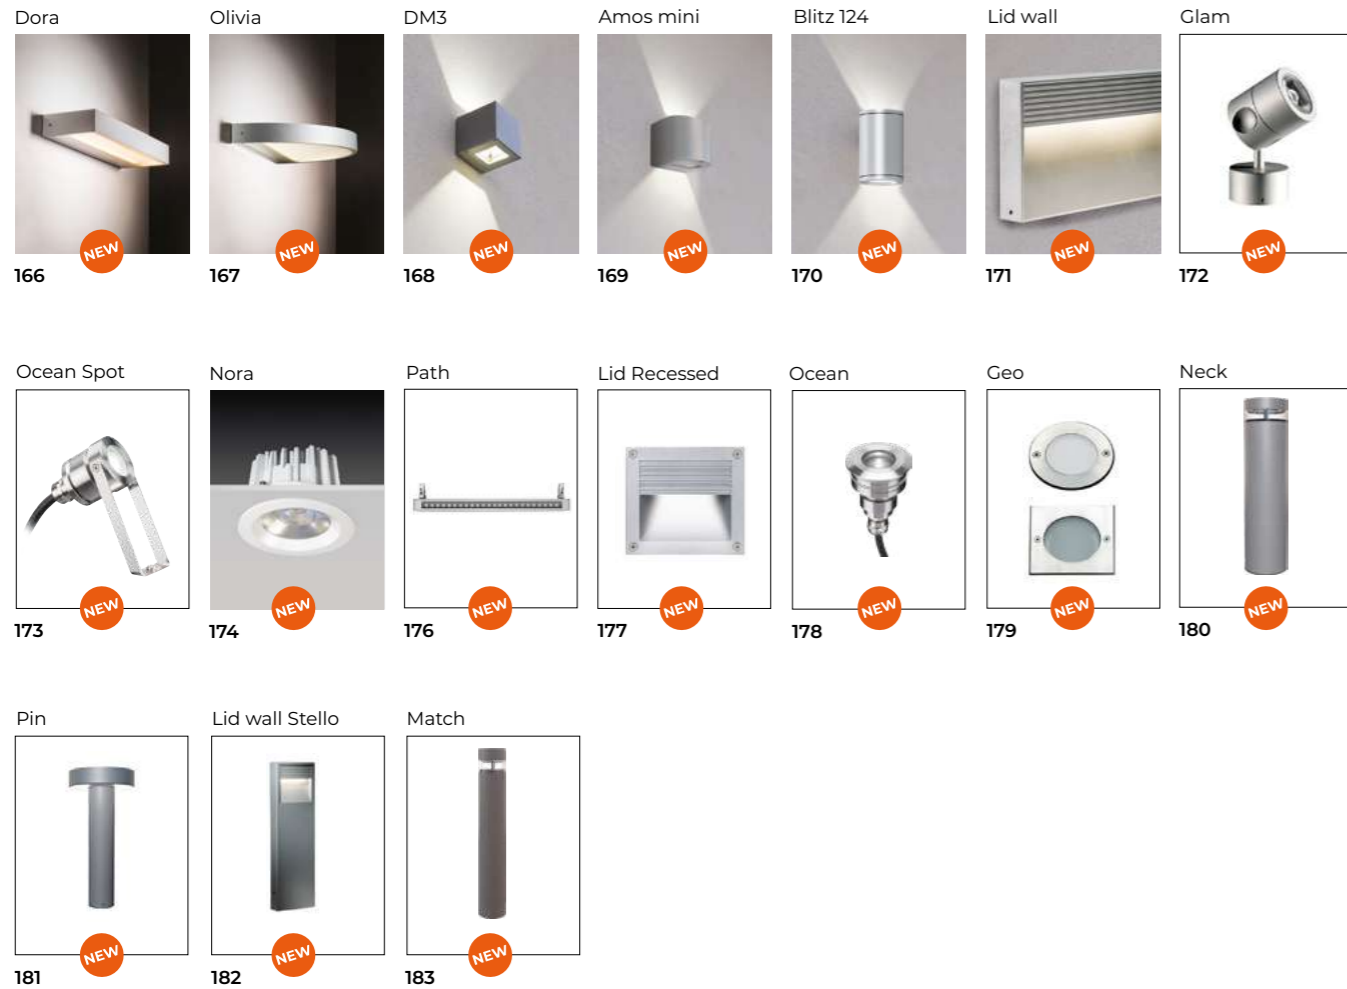 Dora Olivia DM3 Amos mini Blitz 124 Lid wall Glam
NEW NEW NEW NEW NEW NEW NEW
166 167 168 169 170 171 172
Ocean Spot Nora Path Lid Recessed Ocean Geo Neck
NEW NEW NEW NEW NEW NEW NEW
173 174 176 177 178 179 180
Pin Lid wall Stello Match
NEW NEW NEW
181 182 183